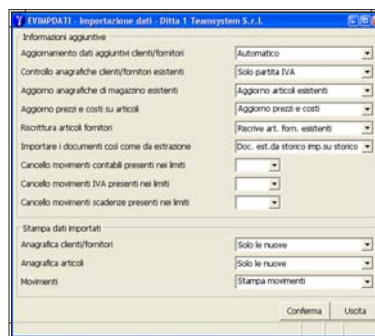 EVIMPDATI - Importazione dati - Ditta 1 Teamsystem S.r.l.
Informazioni aggiuntive
Aggiornamento dati aggiuntivi clienti/fornitori Automatico
Controllo anagrafiche clienti/fornitori esistenti Solo partita IVA
Aggiorno anagrafiche di magazzino esistenti Aggiorno articoli esistenti
Aggiorno prezzi e costi su articoli Aggiorno prezzi e costi
Riscrittura articoli fornitori Riscrive art. forn. esistenti
Importare i documenti così come da estrazione Doc. est.da storico imp.su storico
Cancello movimenti contabili presenti nei limiti
Cancello movimenti IVA presenti nei limiti
Cancello movimenti scadenze presenti nei limiti
Stampa dati importati
Anagrafica clienti/fornitori Solo le nuove
Anagrafica articoli Solo le nuove
Movimenti Stampa movimenti
Conferma Uscita